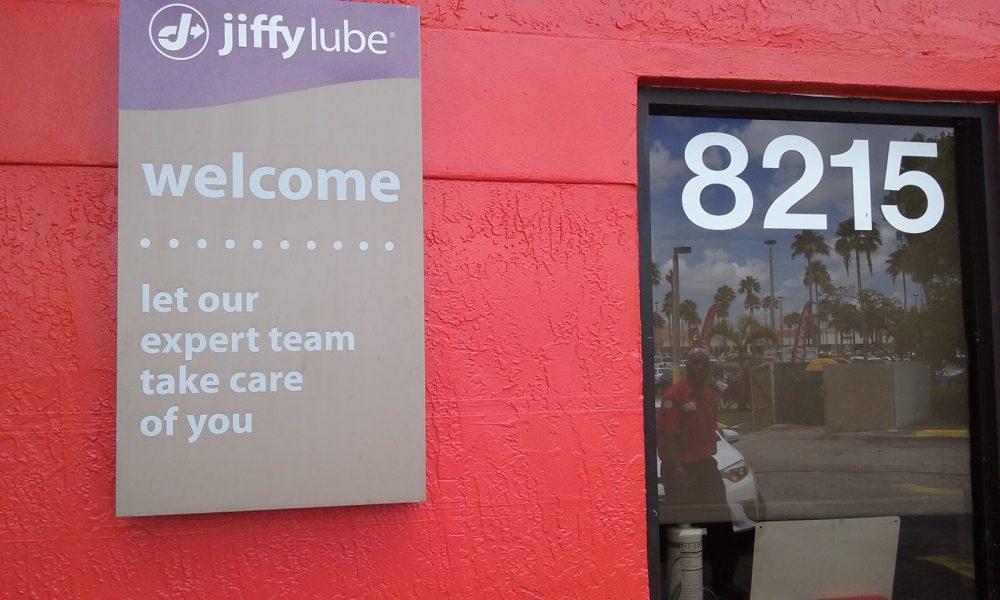 jiffy lube®
welcome
let our
expert team
take care
of you
8215